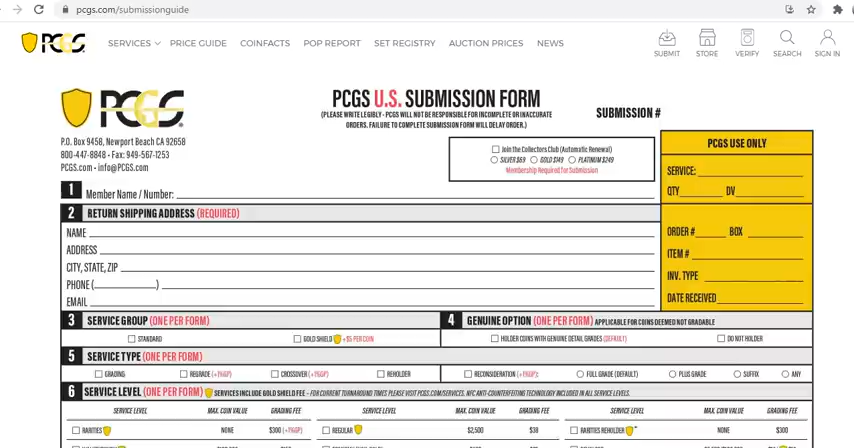 pcgs.com/submissionguide
PCGS SERVICES PRICE GUIDE COINFACTS POP REPORT SET REGISTRY AUCTION PRICES NEWS SUBMIT STORE VERIFY SEARCH SIGN IN
PCGS
PCGS U.S. SUBMISSION FORM
(PLEASE WRITE LEGIBLY - PCGS WILL NOT BE RESPONSIBLE FOR INCOMPLETE OR INACCURATE
ORDERS. FAILURE TO COMPLETE SUBMISSION FORM WILL DELAY ORDER.)
SUBMISSION #
P.O. Box 9458, Newport Beach CA 92658
800-447-8848 • Fax: 949-567-1253
PCGS.com • info@PCGS.com
Join the Collectors Club (Automatic Renewal)
SILVER $69 GOLD $149 PLATINUM $249
Membership Required for Submission
PCGS USE ONLY
SERVICE:
QTY DV
1 Member Name / Number:
2 RETURN SHIPPING ADDRESS (REQUIRED)
NAME
ADDRESS
CITY, STATE, ZIP
PHONE ( )
EMAIL
ORDER # BOX
ITEM #
INV. TYPE
DATE RECEIVED
3 SERVICE GROUP (ONE PER FORM)
STANDARD GOLD SHIELD +$5 PER COIN
4 GENUINE OPTION (ONE PER FORM) APPLICABLE FOR COINS DEEMED NOT GRADABLE
HOLDER COINS WITH GENUINE DETAIL GRADES (DEFAULT) DO NOT HOLDER
5 SERVICE TYPE (ONE PER FORM)
GRADING REGRADE (+1%GP) CROSSOVER (+1%GP) REHOLDER RECONSIDERATION (+1%GP): FULL GRADE (DEFAULT) PLUS GRADE SUFFIX ANY
6 SERVICE LEVEL (ONE PER FORM) SERVICES INCLUDE GOLD SHIELD FEE – FOR CURRENT TURNAROUND TIMES PLEASE VISIT PCGS.COM/SERVICES. NFC ANTI-COUNTERFEITING TECHNOLOGY INCLUDED IN ALL SERVICE LEVELS.
SERVICE LEVEL MAX. COIN VALUE GRADING FEE SERVICE LEVEL MAX. COIN VALUE GRADING FEE SERVICE LEVEL MAX. COIN VALUE GRADING FEE
RARITIES NONE $300 (+1%GP) REGULAR $2,500 $38 RARITIES REHOLDER NONE $300